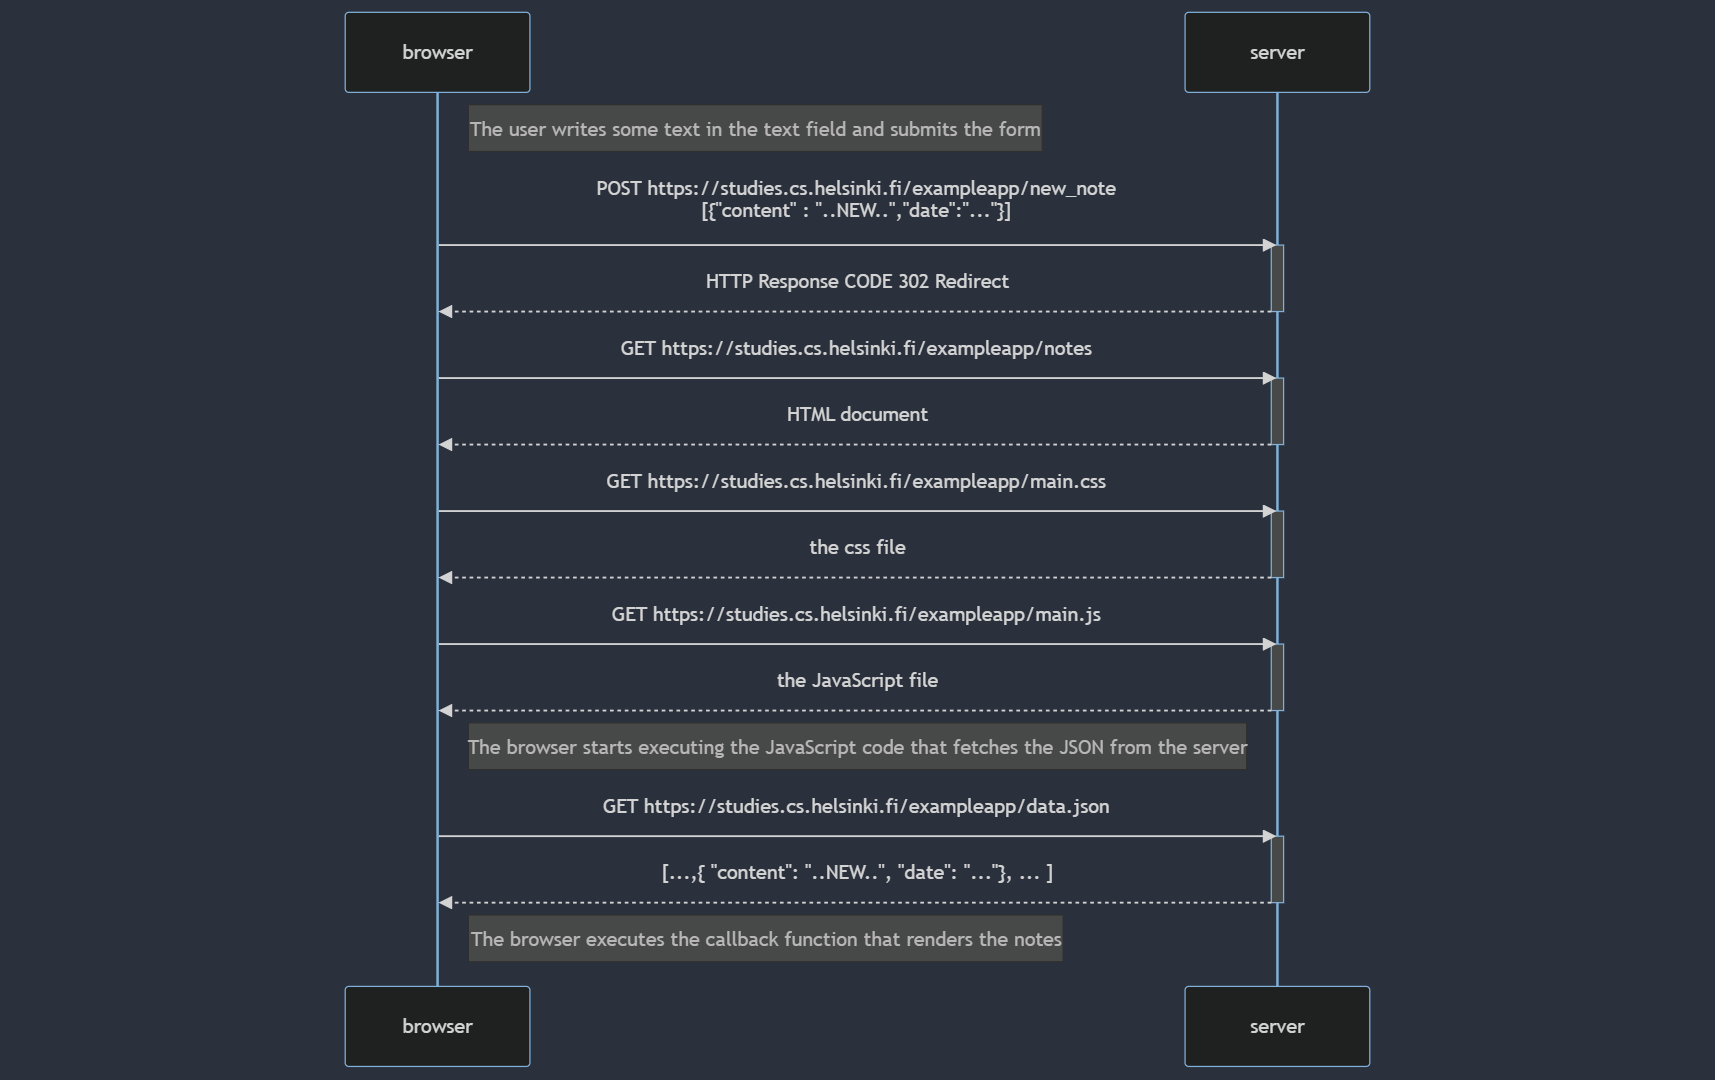 browser
server
The user writes some text in the text field and submits the form
POST https://studies.cs.helsinki.fi/exampleapp/new_note
[{"content" : "..NEW..","date":"..."}]
HTTP Response CODE 302 Redirect
GET https://studies.cs.helsinki.fi/exampleapp/notes
HTML document
GET https://studies.cs.helsinki.fi/exampleapp/main.css
the css file
GET https://studies.cs.helsinki.fi/exampleapp/main.js
the JavaScript file
The browser starts executing the JavaScript code that fetches the JSON from the server
GET https://studies.cs.helsinki.fi/exampleapp/data.json
[...,{ "content": "..NEW..", "date": "..."}, ... ]
The browser executes the callback function that renders the notes
browser
server